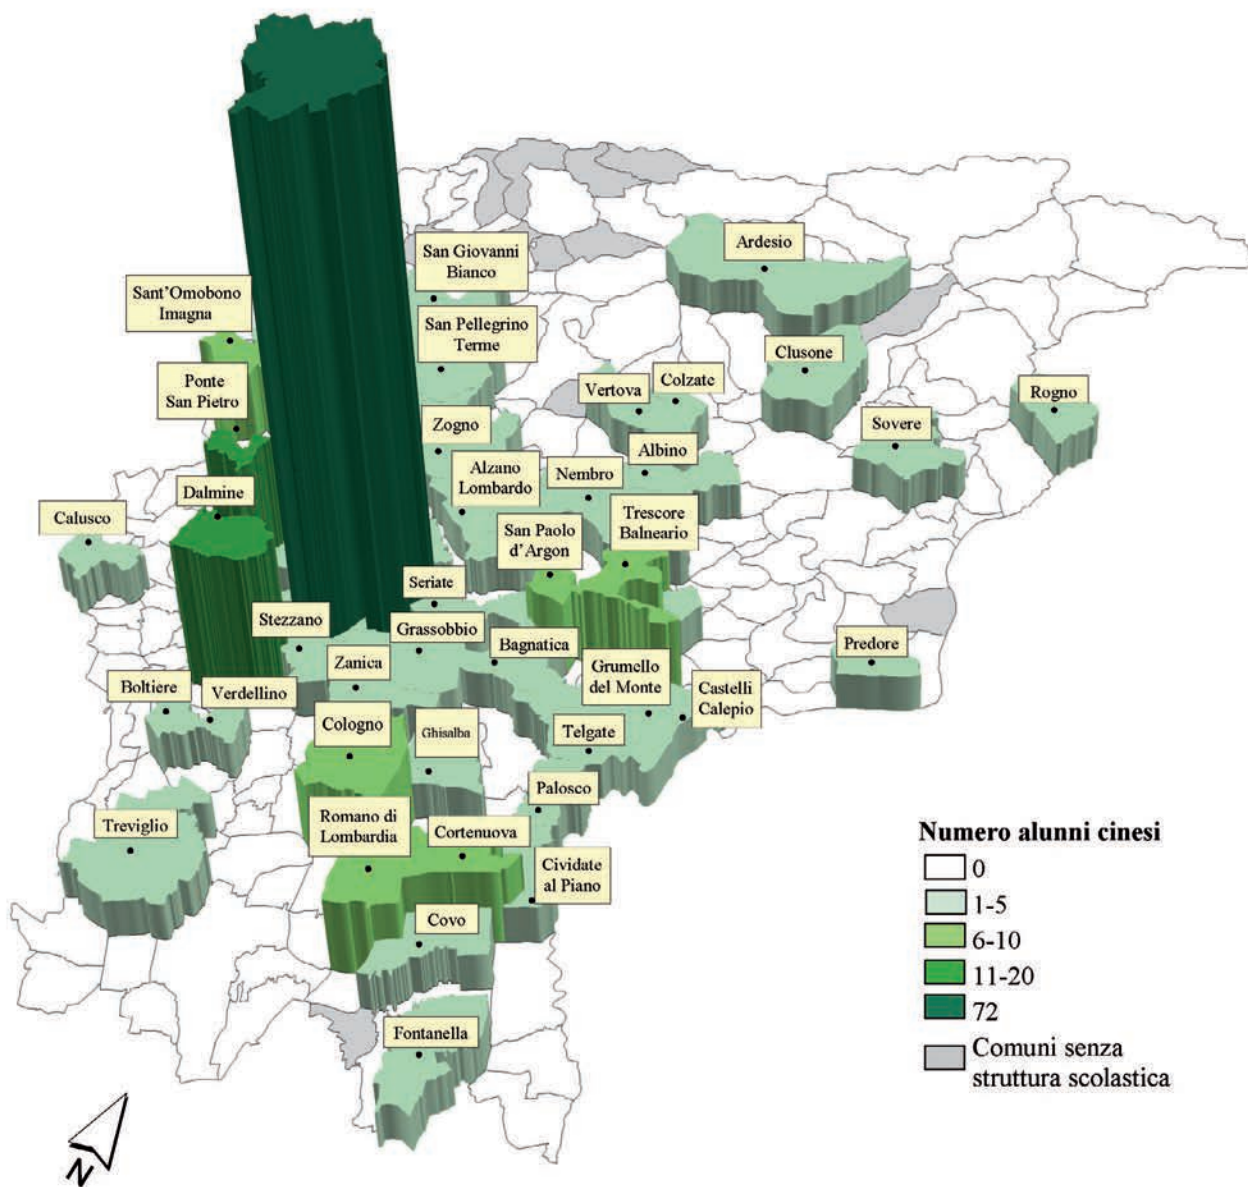 San Giovanni
Bianco
Ardesio
Sant'Omobono
Imagna
San Pellegrino
Terme
Clusone
Ponte
San Pietro
Vertova
Colzate
Rogno
Zogno
Sovere
Albino
Alzano
Lombardo
Nembro
Dalmine
Trescore
Balneario
Calusco
San Paolo
d'Argon
Seriate
Stezzano
Grassobbio
Bagnatica
Predore
Zanica
Grumello
del Monte
Castelli
Calepio
Boltiere
Verdellino
Cologno
Ghisalba
Telgate
Palosco
Romano di
Lombardia
Cortenuova
Treviglio
Cividate
al Piano
Covo
Fontanella
Numero alunni cinesi
0
1-5
6-10
11-20
72
Comuni senza
struttura scolastica
N